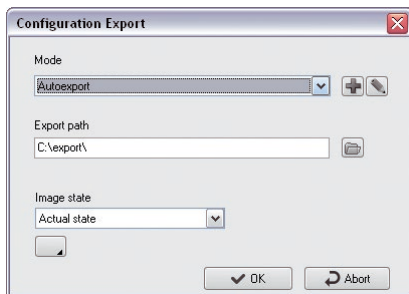 Configuration Export
Mode
Autoexport
Export path
C:\export\
Image state
Actual state
OK
Abort